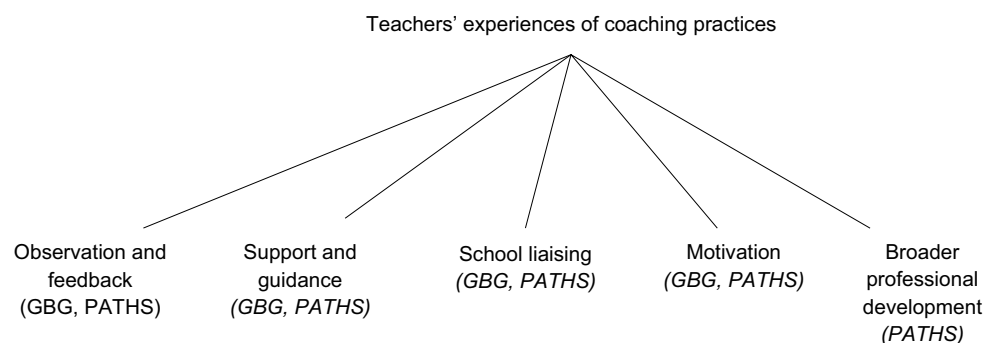 Teachers’ experiences of coaching practices
Observation and
feedback
(GBG, PATHS)
Support and
guidance
(GBG, PATHS)
School liaising
(GBG, PATHS)
Motivation
(GBG, PATHS)
Broader
professional
development
(PATHS)